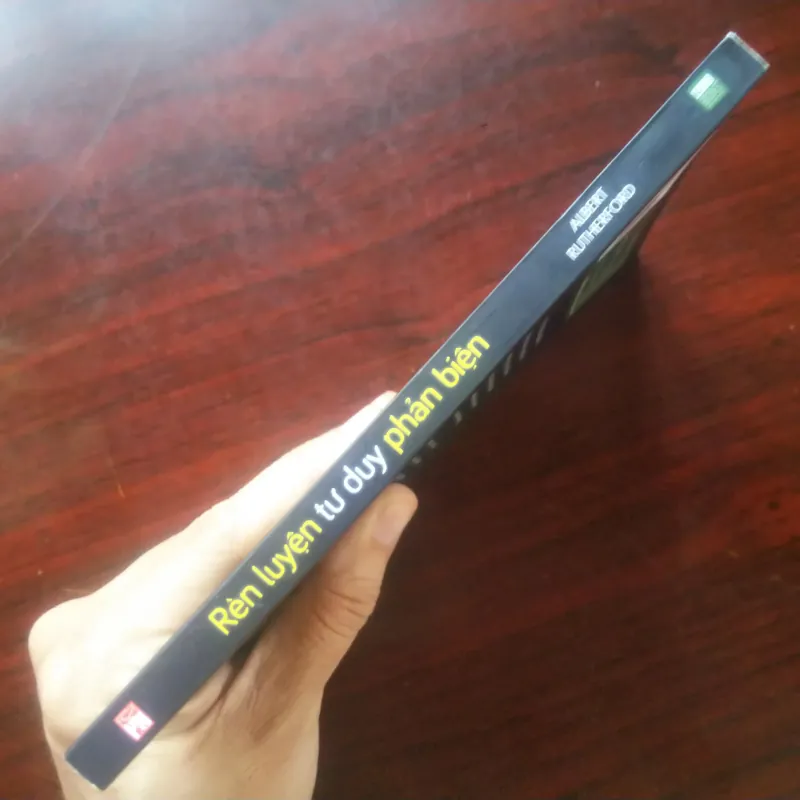 Rèn luyện tư duy phản biện
ALBERT
RUTHERFORD